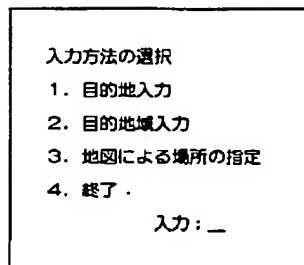 入力方法の選択
1. 目的地入力
2. 目的地域入力
3. 地図による場所の指定
4. 終了.
入力:__